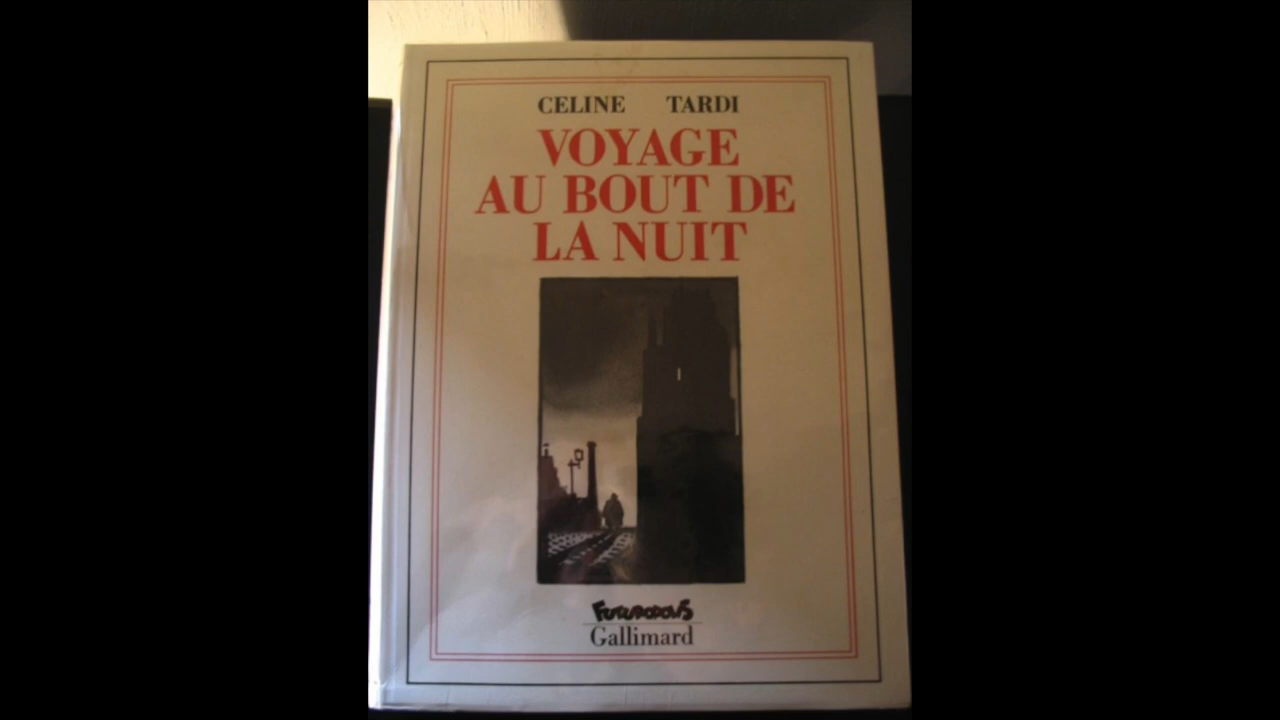 CELINE TARDI
VOYAGE
AU BOUT DE
LA NUIT
FUTUROPOLIS
Gallimard